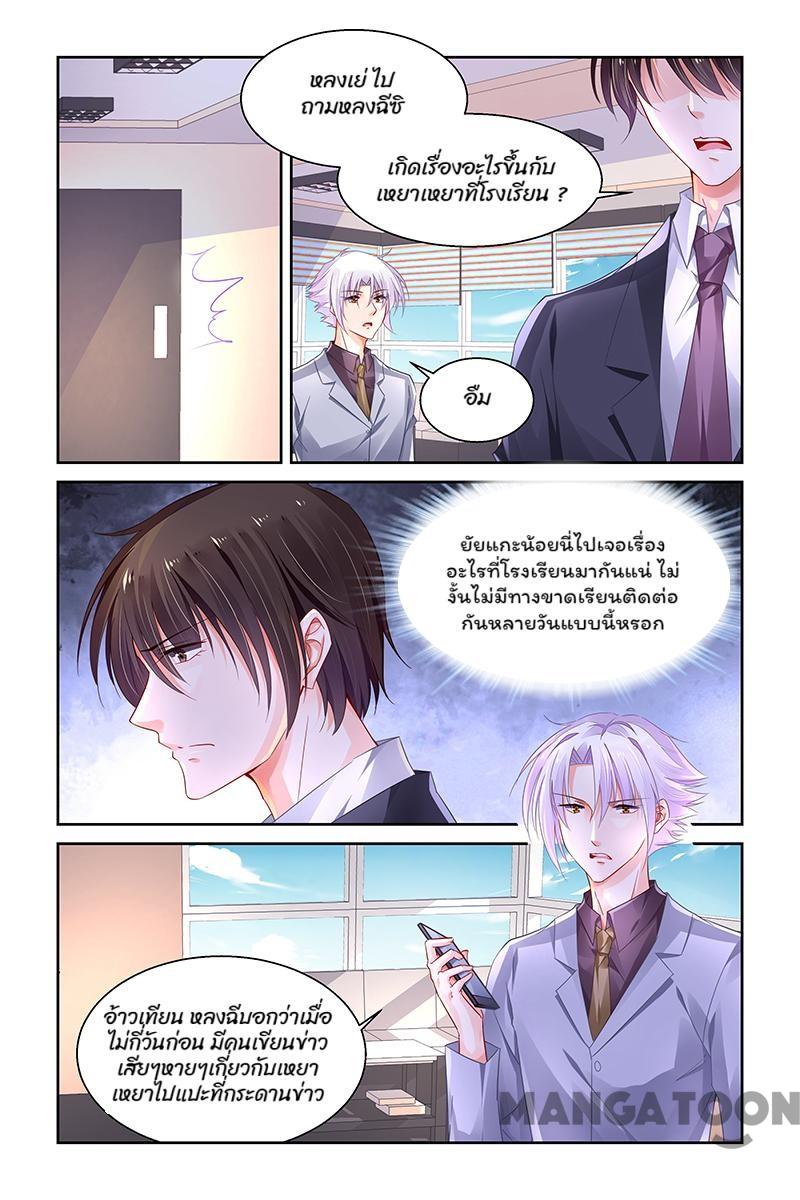 หลงเย่ ไป
ถามหลงฉีซิ
เกิดเรื่องอะไรขึ้นกับ
เหยาเหยาที่โรงเรียน ?
อืม
ยัยแกะน้อยนี่ไปเจอเรื่อง
อะไรที่โรงเรียนมากันแน่ ไม่
งั้นไม่มีทางขาดเรียนติดต่อ
กันหลายวันแบบนี้หรอก
อ้าวเทียน หลงฉีบอกว่าเมื่อ
ไม่กี่วันก่อน มีคนเขียนข่าว
เสียๆหายๆเกี่ยวกับเหยา
เหยาไปแปะที่กระดานข่าว
MANGATOON